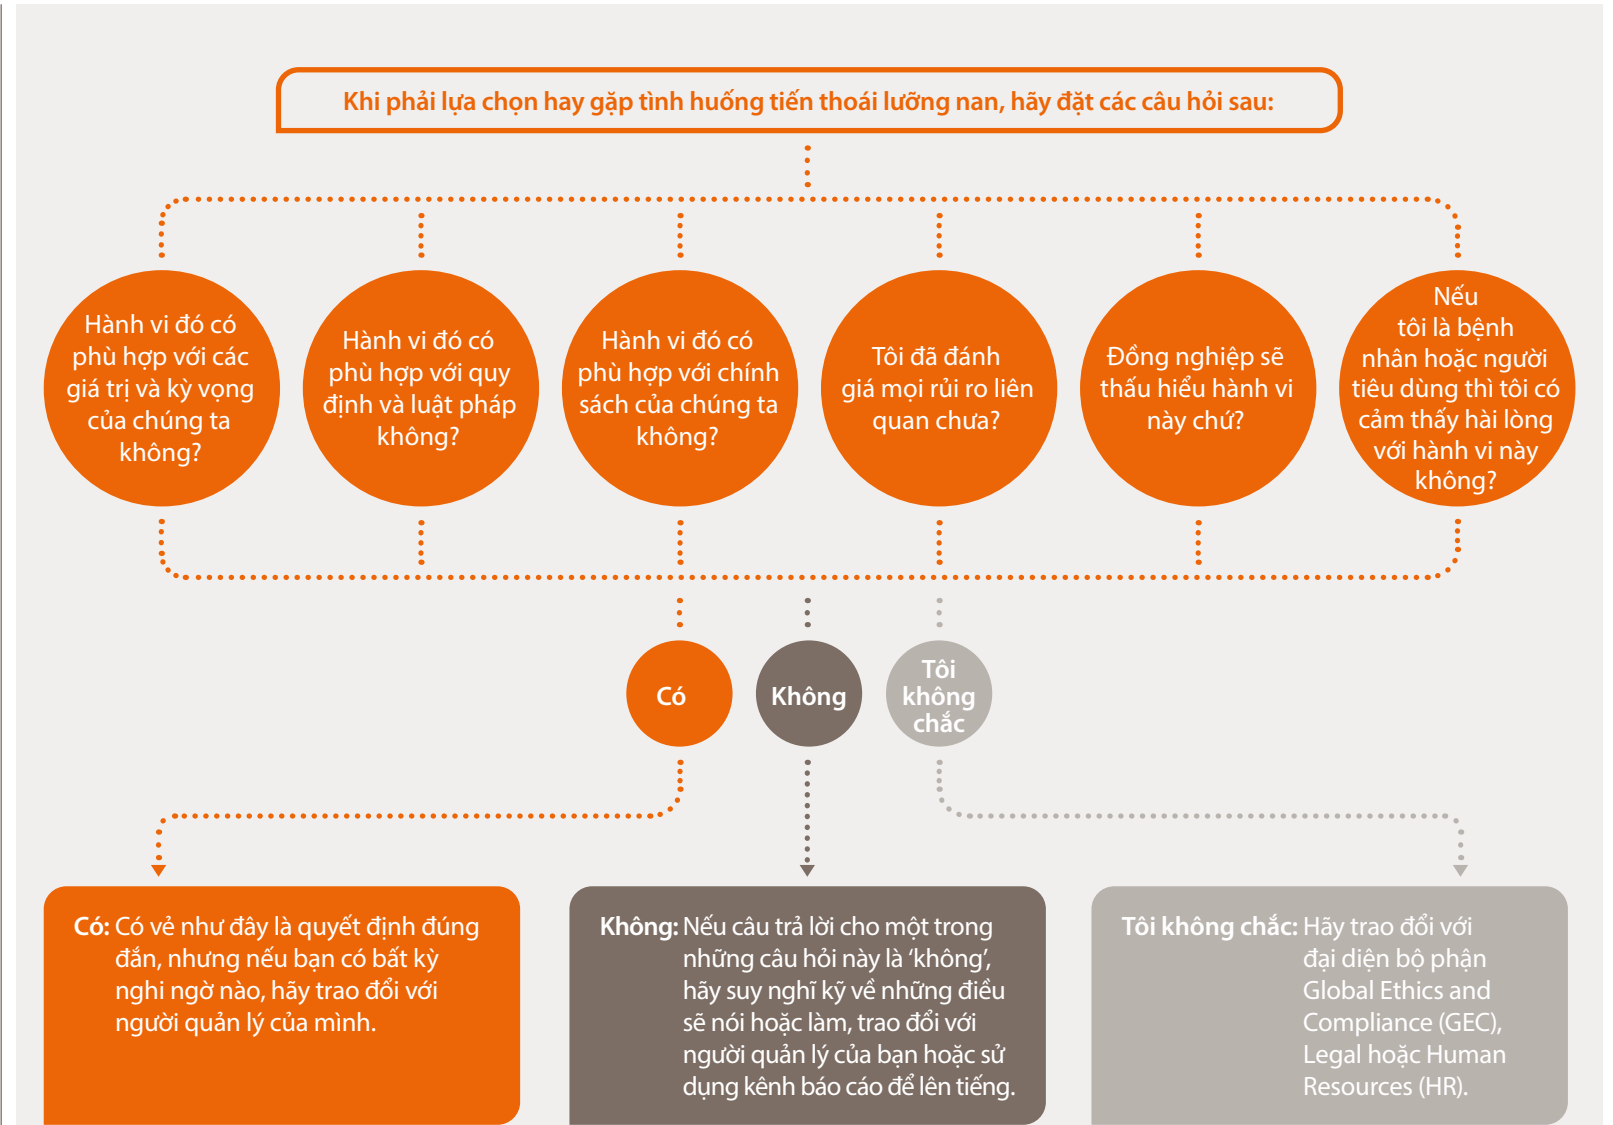 Khi phải lựa chọn hay gặp tình huống tiến thoái lưỡng nan, hãy đặt các câu hỏi sau:
Hành vi đó có
phù hợp với các
giá trị và kỳ vọng
của chúng ta
không?
Hành vi đó có
phù hợp với quy
định và luật pháp
không?
Hành vi đó có
phù hợp với chính
sách của chúng ta
không?
Tôi đã đánh
giá mọi rủi ro liên
quan chưa?
Đồng nghiệp sẽ
thấu hiểu hành vi
này chứ?
Nếu
tôi là bệnh
nhân hoặc người
tiêu dùng thì tôi có
cảm thấy hài lòng
với hành vi này
không?
Có
Không
Tôi
không
chắc
Có: Có vẻ như đây là quyết định đúng
đắn, nhưng nếu bạn có bất kỳ
nghi ngờ nào, hãy trao đổi với
người quản lý của mình.
Không: Nếu câu trả lời cho một trong
những câu hỏi này là ‘không’,
hãy suy nghĩ kỹ về những điều
sẽ nói hoặc làm, trao đổi với
người quản lý của bạn hoặc sử
dụng kênh báo cáo để lên tiếng.
Tôi không chắc: Hãy trao đổi với
đại diện bộ phận
Global Ethics and
Compliance (GEC),
Legal hoặc Human
Resources (HR).